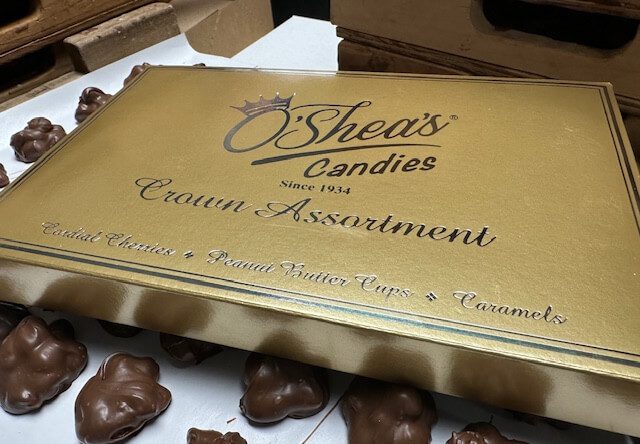 O'Shea's®
Candies
Since 1934
Crown Assortment
Cordial Cherries ❖ Peanut Butter Cups ❖ Caramels